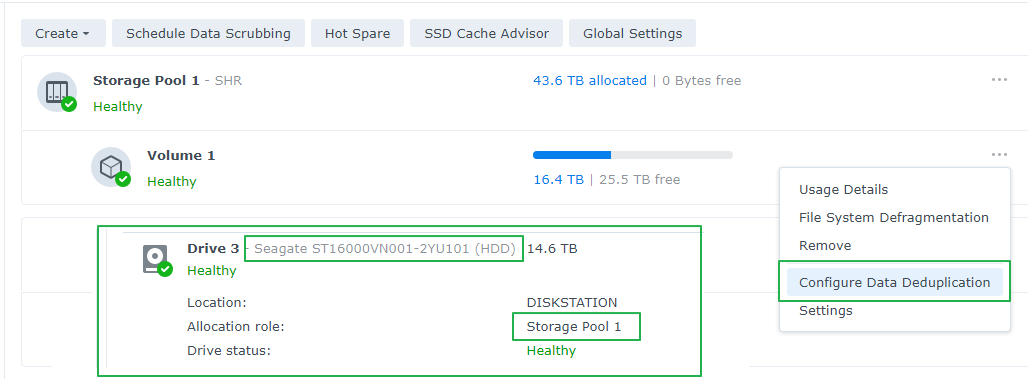 Create Schedule Data Scrubbing Hot Spare SSD Cache Advisor Global Settings
Storage Pool 1 - SHR 43.6 TB allocated | 0 Bytes free
Healthy
Volume 1
Healthy 16.4 TB | 25.5 TB free
Usage Details
File System Defragmentation
Remove
Configure Data Deduplication
Settings
Drive 3 - Seagate ST16000VN001-2YU101 (HDD) 14.6 TB
Healthy
Location: DISKSTATION
Allocation role: Storage Pool 1
Drive status: Healthy